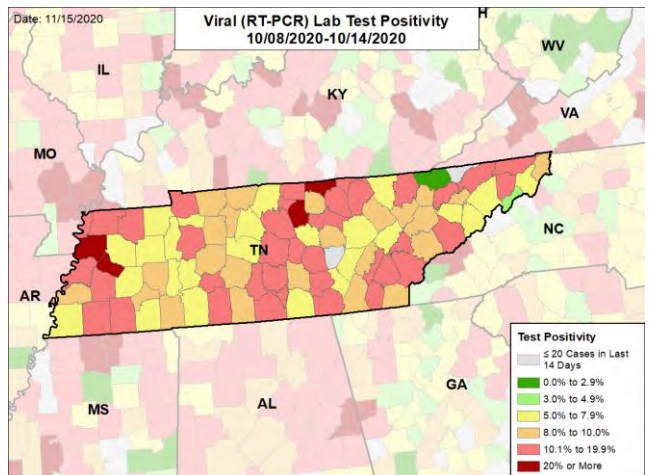 Date: 11/15/2020
Viral (RT-PCR) Lab Test Positivity
10/08/2020-10/14/2020
H
WV
IL
KY
VA
MO
TN
NC
AR
MS
AL
GA
Test Positivity
≤ 20 Cases in Last
14 Days
0.0% to 2.9%
3.0% to 4.9%
5.0% to 7.9%
8.0% to 10.0%
10.1% to 19.9%
20% or More